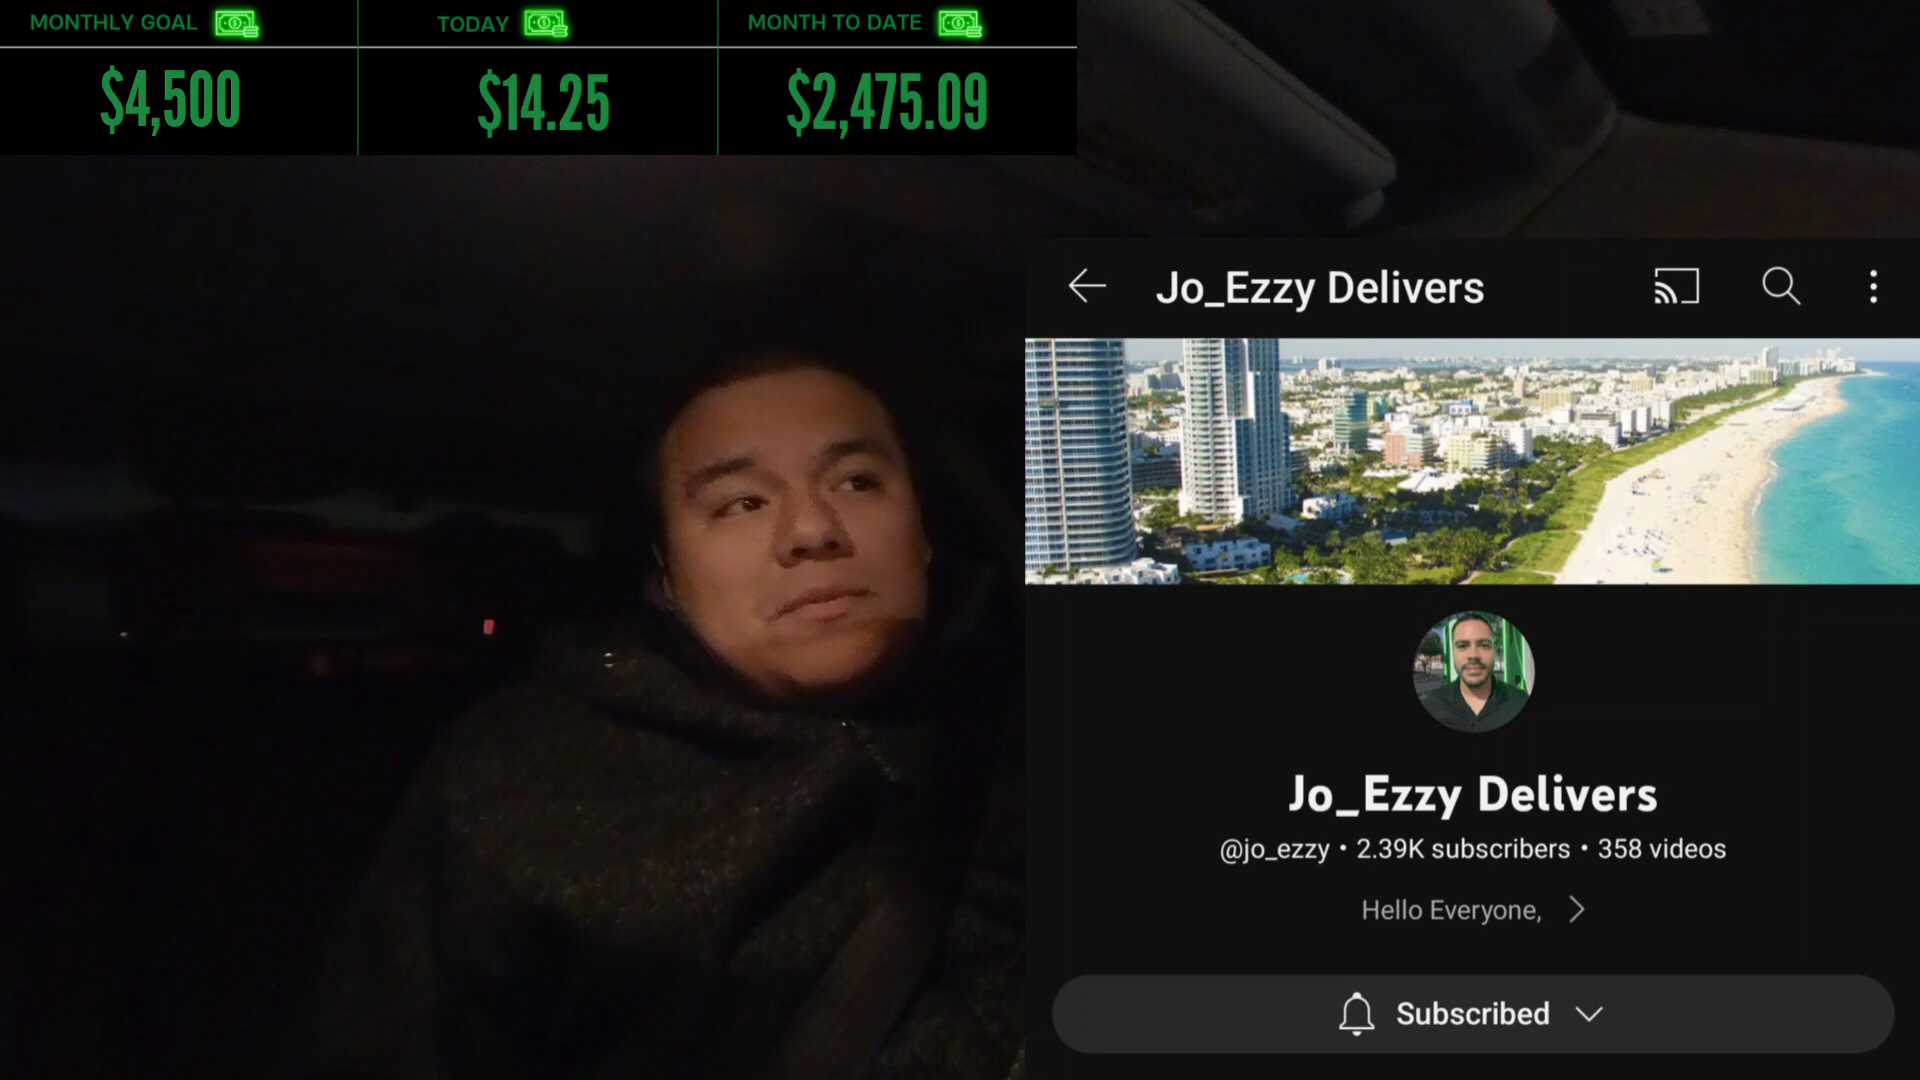 MONTHLY GOAL
TODAY
MONTH TO DATE
$4,500
$14.25
$2,475.09
Jo_Ezzy Delivers
Jo_Ezzy Delivers
@jo_ezzy • 2.39K subscribers • 358 videos
Hello Everyone,
Subscribed